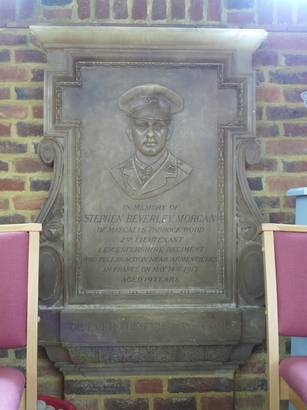 IN MEMORY OF
STEPHEN BEVERLEY MORGAN
OF MASCALLS PADDOCK WOOD
2ND LIEUTENANT
LEICESTERSHIRE REGIMENT
WHO FELL IN ACTION NEAR ARMENTIERES
IN FRANCE ON MAY 14TH 1915
AGED 19 YEARS